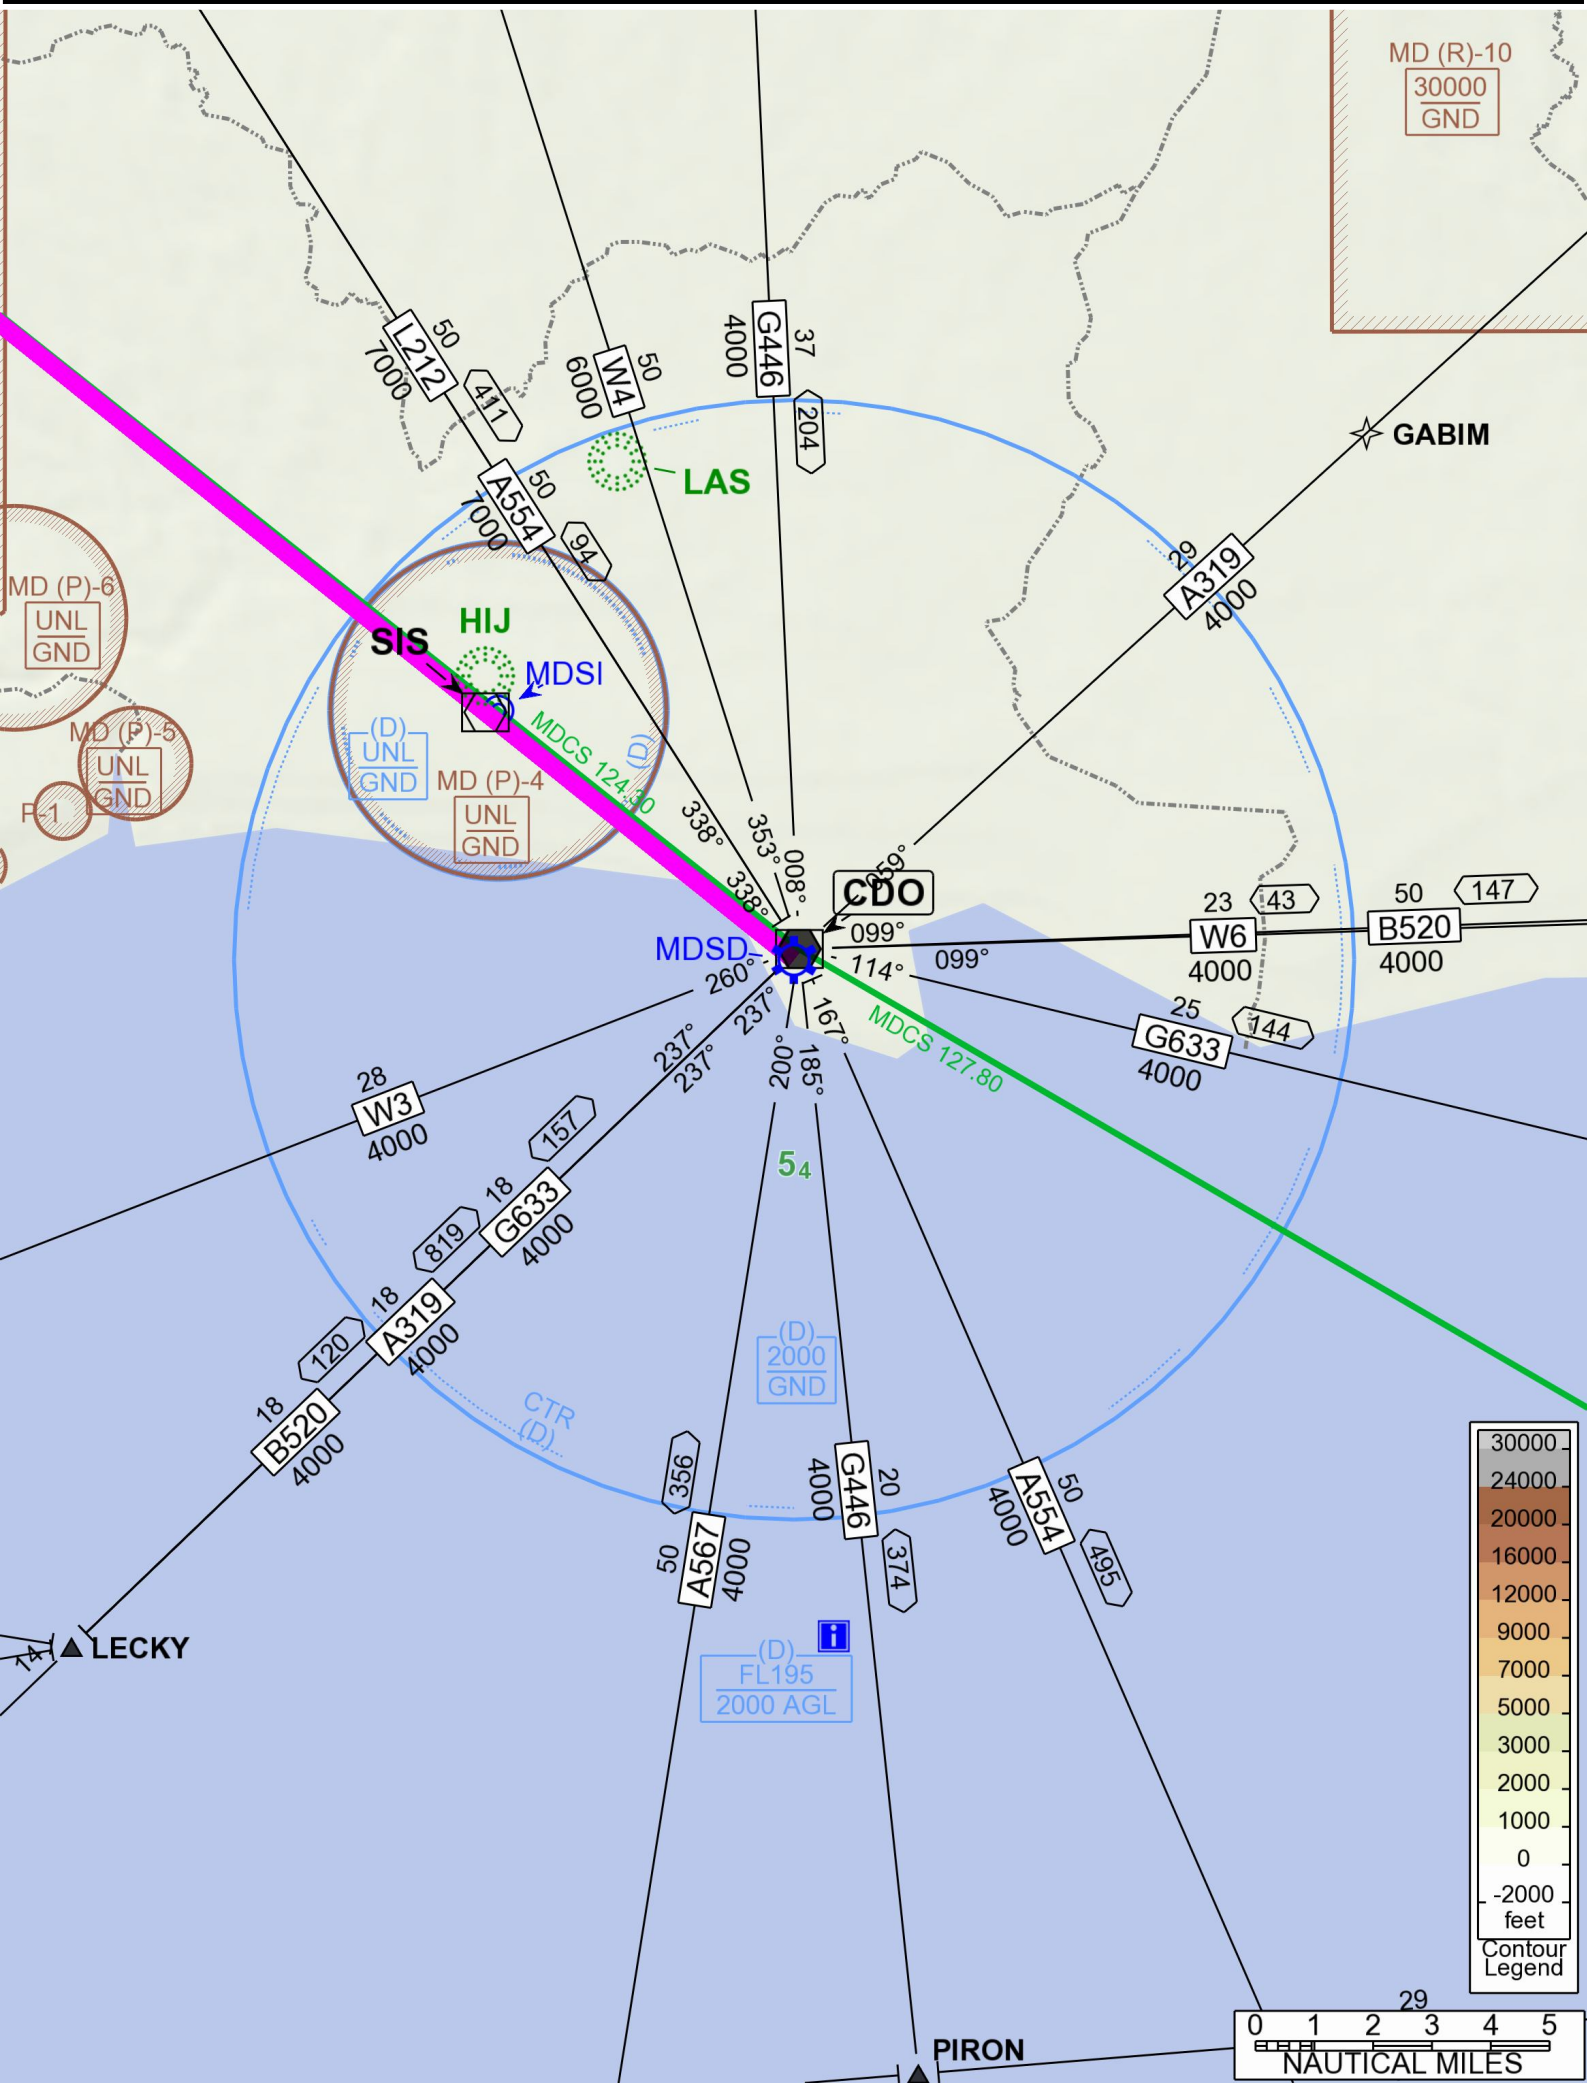 MD (R)-10
30000
GND
L212
50
7000
411
W4
50
6000
G446
37
4000
204
GABIM
LAS
A554
50
7000
94
29
A319
4000
MD (P)-6
UNL
GND
HIJ
SIS
MDSI
MDCS 124.30
MD (P)-5
UNL
GND
P-1
(D)
UNL
GND
(D)
MD (P)-4
UNL
GND
338°
353°
008°
059°
338°
CDO
MDSD
099°
099°
114°
23
43
W6
4000
50
147
B520
4000
260°
237°
237°
237°
200°
185°
167°
MDCS 127.80
25
144
G633
4000
28
W3
4000
157
18
G633
4000
819
18
A319
4000
120
18
B520
4000
54
(D)
2000
GND
CTR
(D)
356
50
A567
4000
G446
20
4000
374
A554
50
4000
495
14
LECKY
i
(D)
FL195
2000 AGL
30000
24000
20000
16000
12000
9000
7000
5000
3000
2000
1000
0
-2000
feet
Contour
Legend
29
0 1 2 3 4 5
NAUTICAL MILES
PIRON